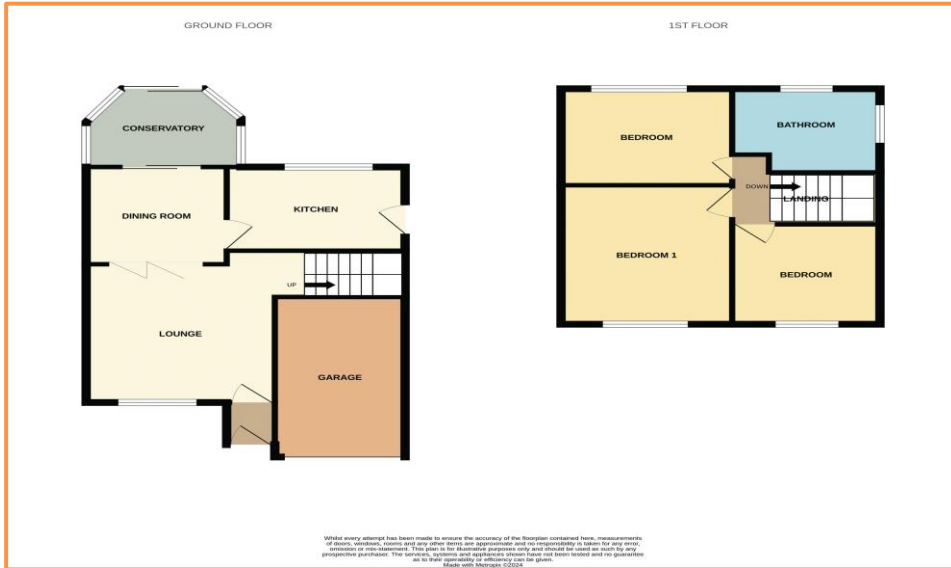 GROUND FLOOR
CONSERVATORY
DINING ROOM
KITCHEN
UP
LOUNGE
GARAGE
1ST FLOOR
BEDROOM
BATHROOM
DOWN
LANDING
BEDROOM 1
BEDROOM
Whilst every attempt has been made to ensure the accuracy of the floorplan contained here, measurements
of doors, windows, rooms and any other items are approximate and no responsibility is taken for any error,
omission or mis-statement. This plan is for illustrative purposes only and should be used as such by any
prospective purchaser. The services, systems and appliances shown have not been tested and no guarantee
as to their operability or efficiency can be given.
Made with Metropix ©2024